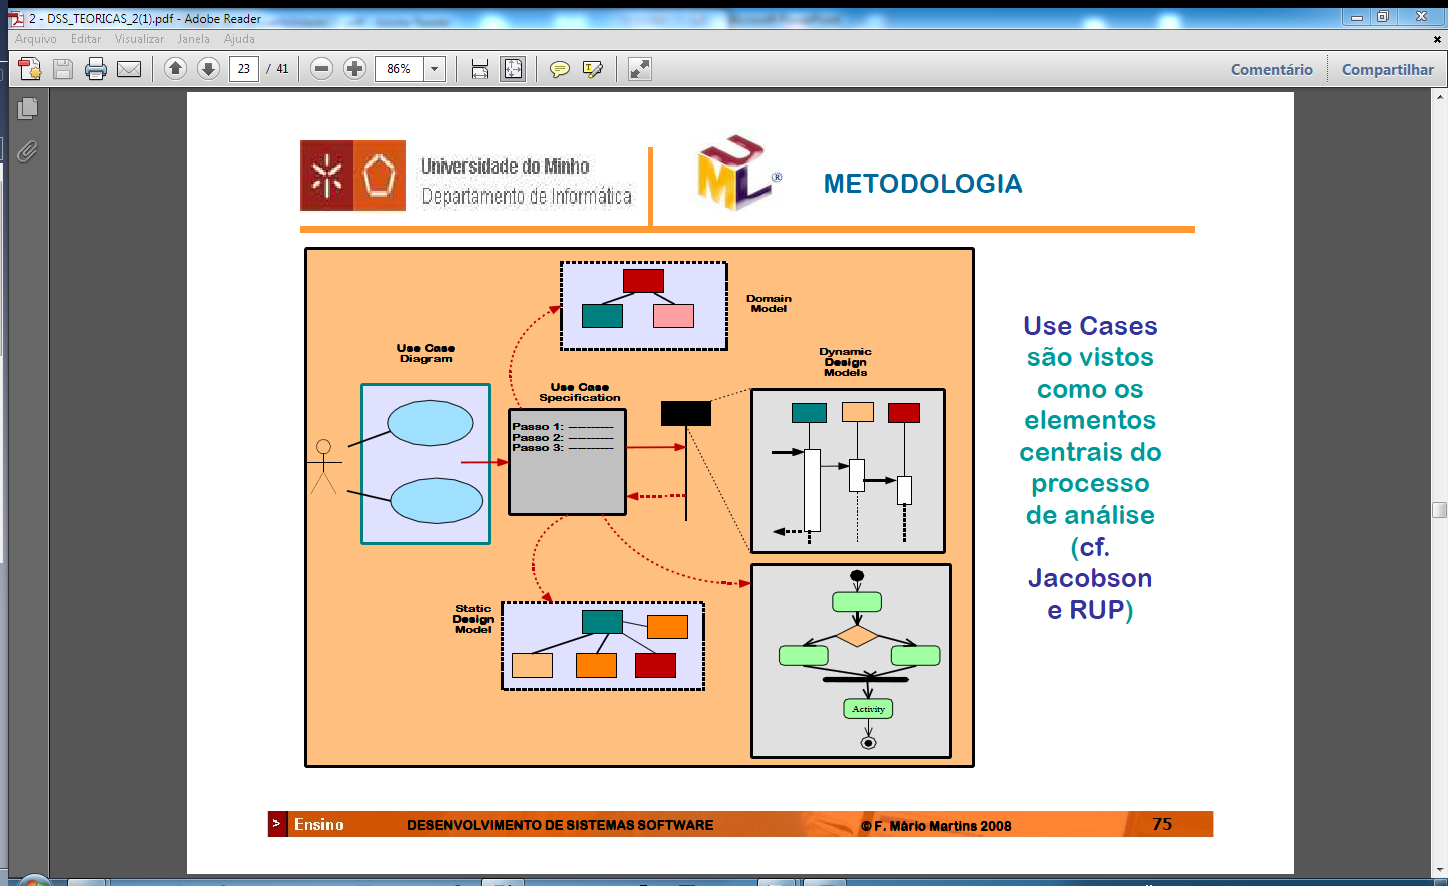 2 - DSS_TEORICAS_2(1).pdf - Adobe Reader
Arquivo Editar Visualizar Janela Ajuda
23 / 41
86%
Comentário
Compartilhar
Universidade do Minho
Departamento de Informática
UML®
METODOLOGIA
Domain
Model
Use Case
Diagram
Dynamic
Design
Models
Use Case
Specification
Passo 1: ----------
Passo 2: ----------
Passo 3: ----------
Static
Design
Model
Activity
Use Cases
são vistos
como os
elementos
centrais do
processo
de análise
(cf.
Jacobson
e RUP)
> Ensino
DESENVOLVIMENTO DE SISTEMAS SOFTWARE
© F. Mário Martins 2008
75